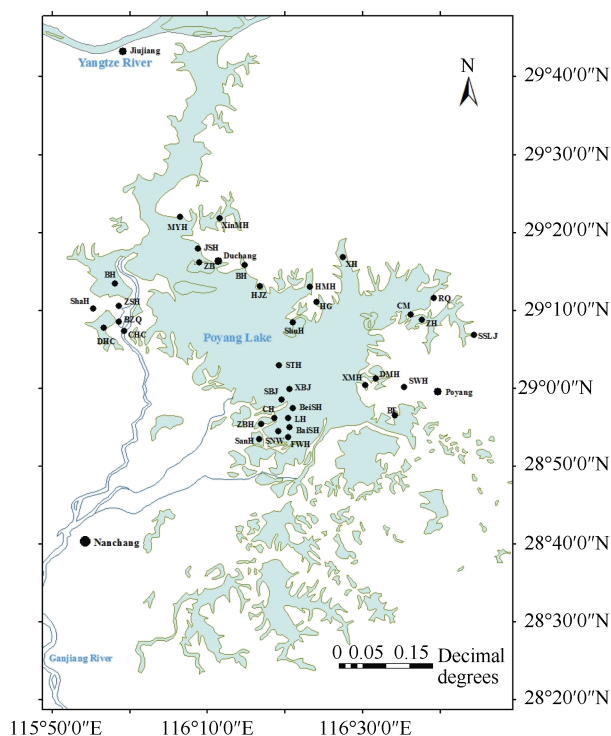 Jiujiang
Yangtze River
N
29°40′0″N
29°30′0″N
MYH
XinMH
29°20′0″N
JSH
Duchang
ZB
BH
XH
BH
HJZ
HMH
ShaH
ZSH
HG
CM
RQ
29°10′0″N
BZQ
ShuH
ZH
DHC
CHC
Poyang Lake
SSLJ
STH
XMH
DMH
SWH
Poyang
29°0′0″N
SBJ
XBJ
CH
BeiSH
ZBH
LH
BaiSH
SanH
SNW
FWH
28°50′0″N
Nanchang
28°40′0″N
28°30′0″N
Ganjiang River
0 0.05 0.15
Decimal
degrees
28°20′0″N
115°50′0″E
116°10′0″E
116°30′0″E